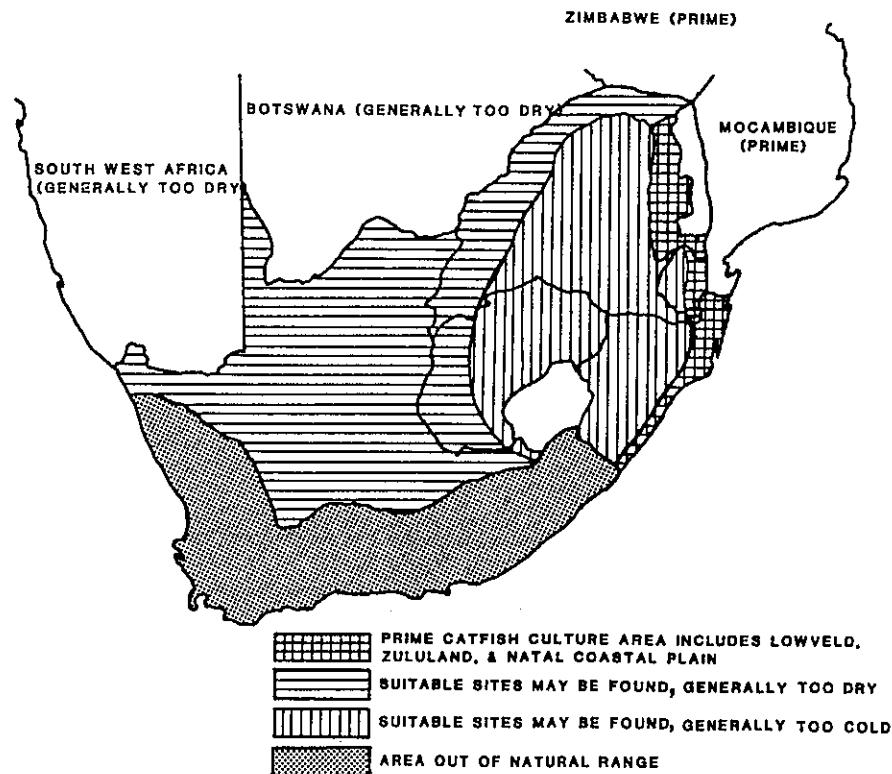 ZIMBABWE (PRIME)
BOTSWANA (GENERALLY TOO DRY)
MOCAMBIQUE
(PRIME)
SOUTH WEST AFRICA
(GENERALLY TOO DRY)
PRIME CATFISH CULTURE AREA INCLUDES LOWVELD,
ZULULAND, & NATAL COASTAL PLAIN
SUITABLE SITES MAY BE FOUND, GENERALLY TOO DRY
SUITABLE SITES MAY BE FOUND, GENERALLY TOO COLD
AREA OUT OF NATURAL RANGE